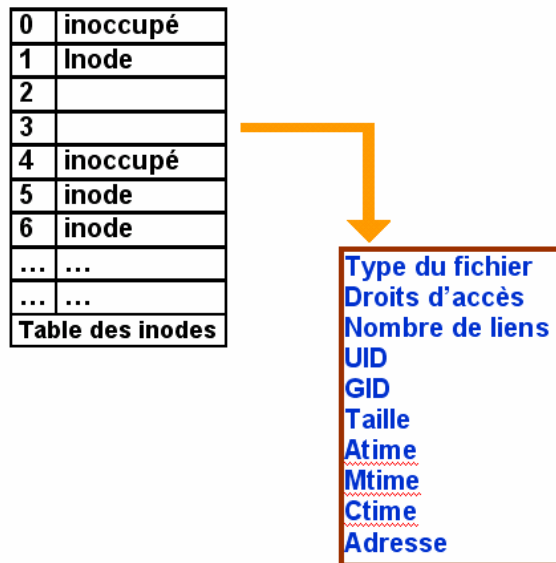 0 inoccupé
1 Inode
2
3
4 inoccupé
5 inode
6 inode
... ...
... ...
Table des inodes
Type du fichier
Droits d'accès
Nombre de liens
UID
GID
Taille
Atime
Mtime
Ctime
Adresse